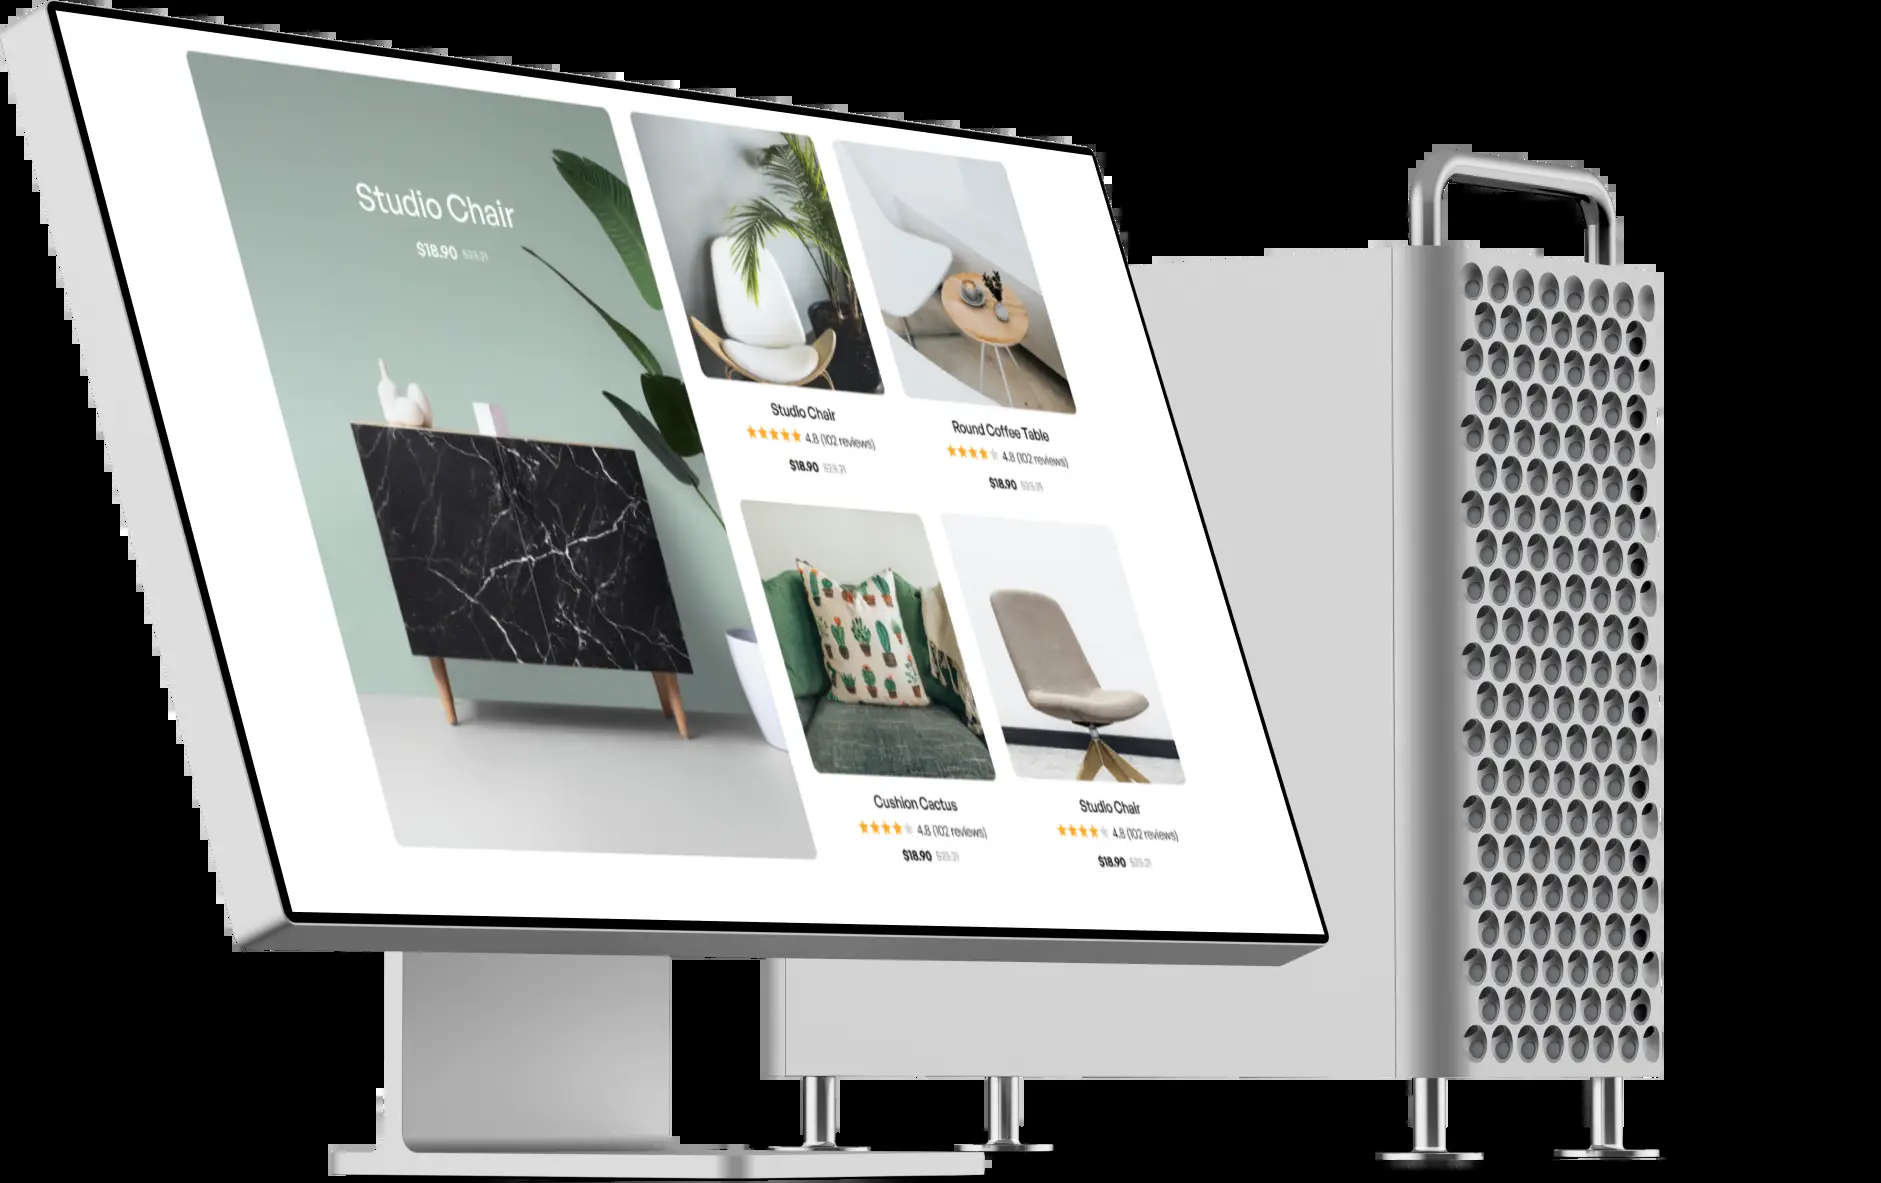 Studio Chair
$18.90 $23.21
Studio Chair
4.8 (102 reviews)
$18.90 $23.21
Round Coffee Table
4.8 (102 reviews)
$18.90 $23.21
Cushion Cactus
4.8 (102 reviews)
$18.90 $23.21
Studio Chair
4.8 (102 reviews)
$18.90 $23.21